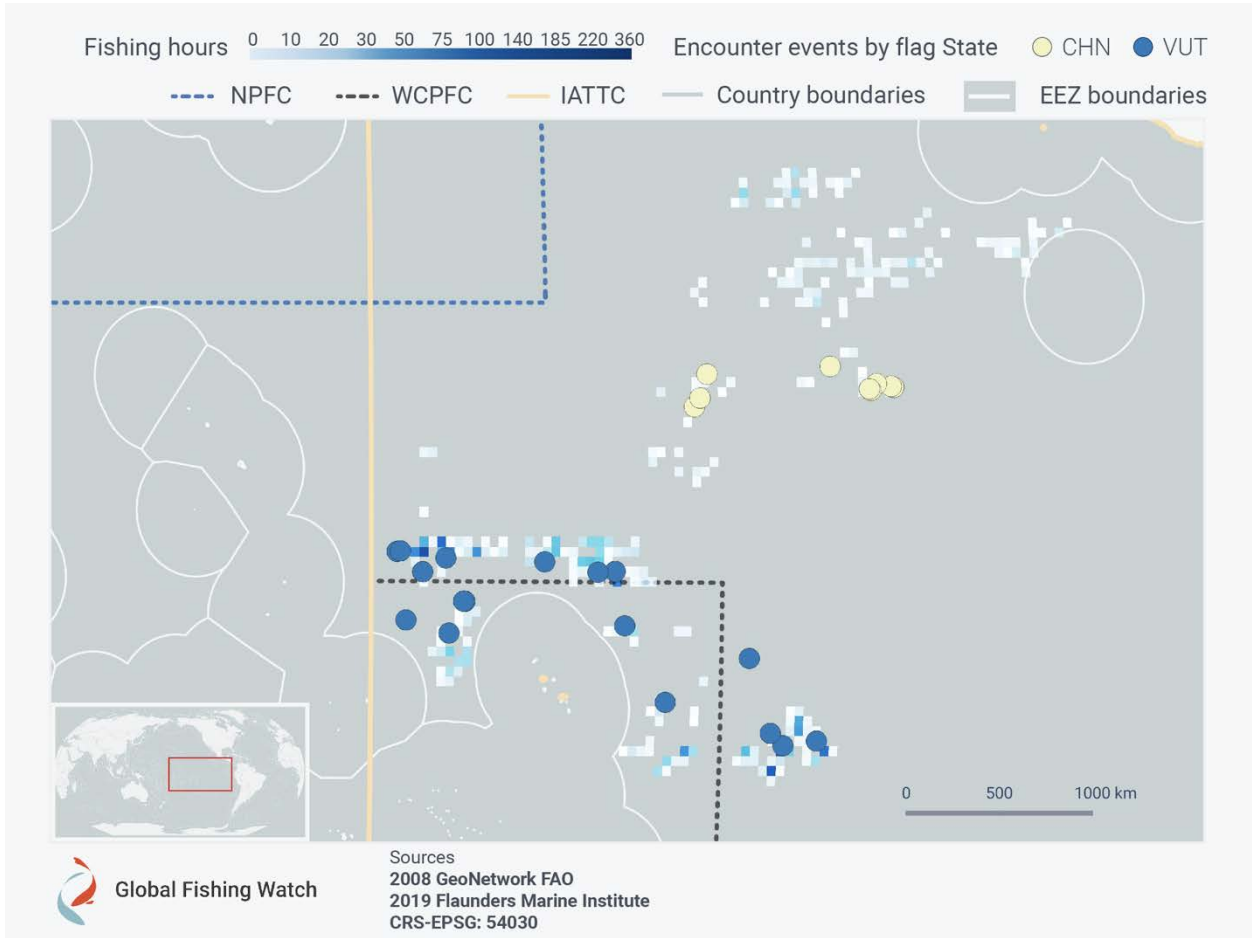 Fishing hours 0 10 20 30 50 75 100 140 185 220 360 Encounter events by flag State CHN VUT
NPFC WCPFC IATTC Country boundaries EEZ boundaries
0 500 1000 km
Global Fishing Watch
Sources
2008 GeoNetwork FAO
2019 Flaunders Marine Institute
CRS-EPSG: 54030